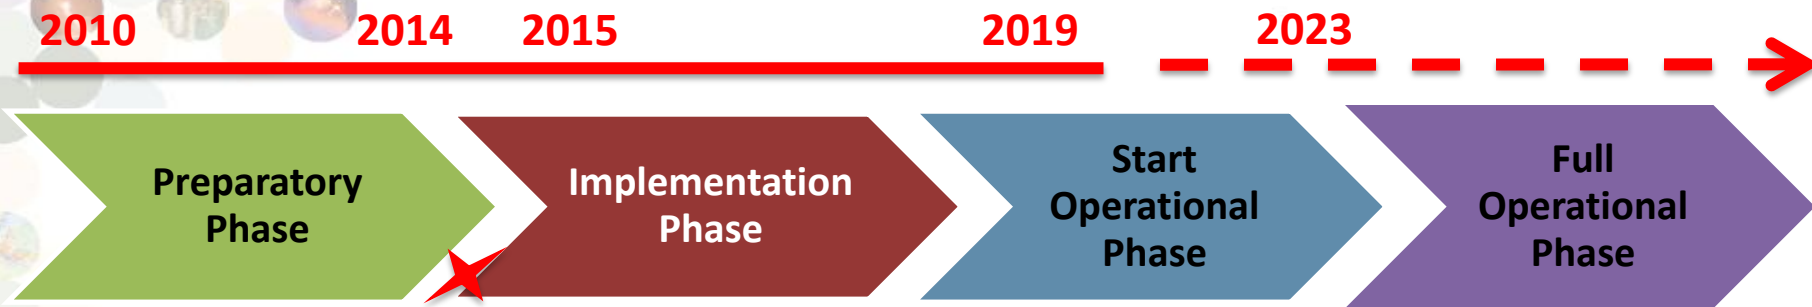 2010 2014 2015 2019 2023
Preparatory
Phase
Implementation
Phase
Start
Operational
Phase
Full
Operational
Phase